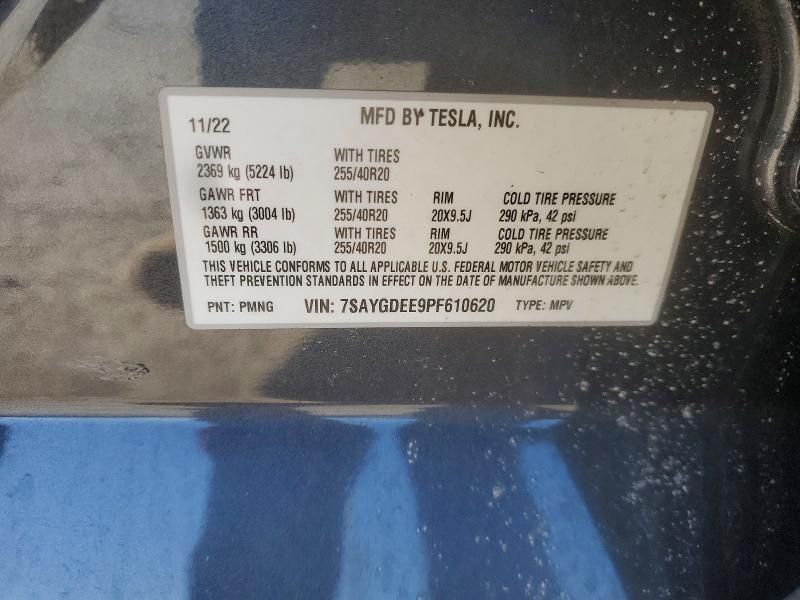 11/22 MFD BY TESLA, INC.
GVWR WITH TIRES
2369 kg (5224 lb) 255/40R20
GAWR FRT WITH TIRES RIM COLD TIRE PRESSURE
1363 kg (3004 lb) 255/40R20 20X9.5J 290 kPa, 42 psi
GAWR RR WITH TIRES RIM COLD TIRE PRESSURE
1500 kg (3306 lb) 255/40R20 20X9.5J 290 kPa, 42 psi
THIS VEHICLE CONFORMS TO ALL APPLICABLE U.S. FEDERAL MOTOR VEHICLE SAFETY AND
THEFT PREVENTION STANDARDS IN EFFECT ON THE DATE OF MANUFACTURE SHOWN ABOVE.
PNT: PMNG VIN: 7SAYGDEE9PF610620 TYPE: MPV